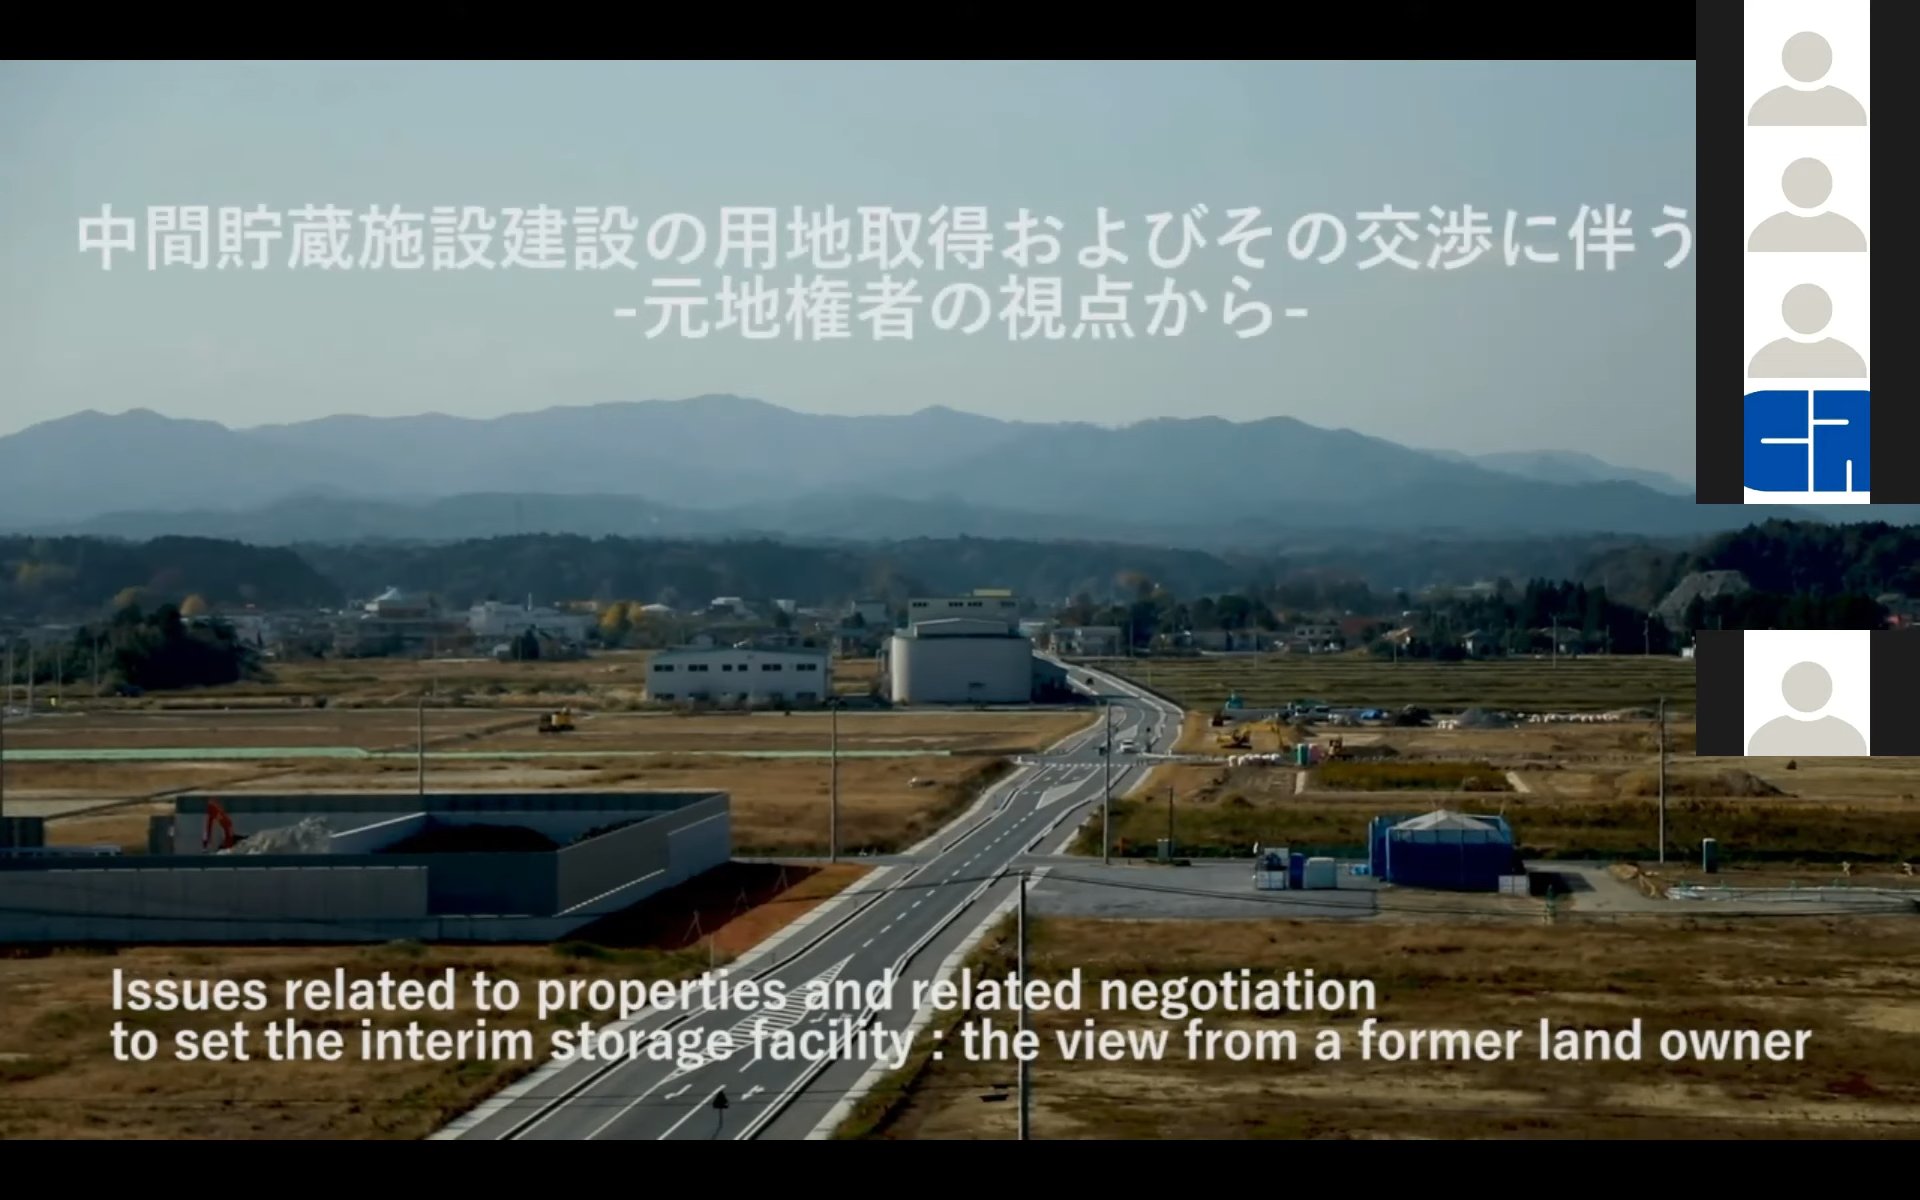 中間貯蔵施設建設の用地取得およびその交渉に伴う
-元地権者の視点から-
Issues related to properties and related negotiation
to set the interim storage facility : the view from a former land owner